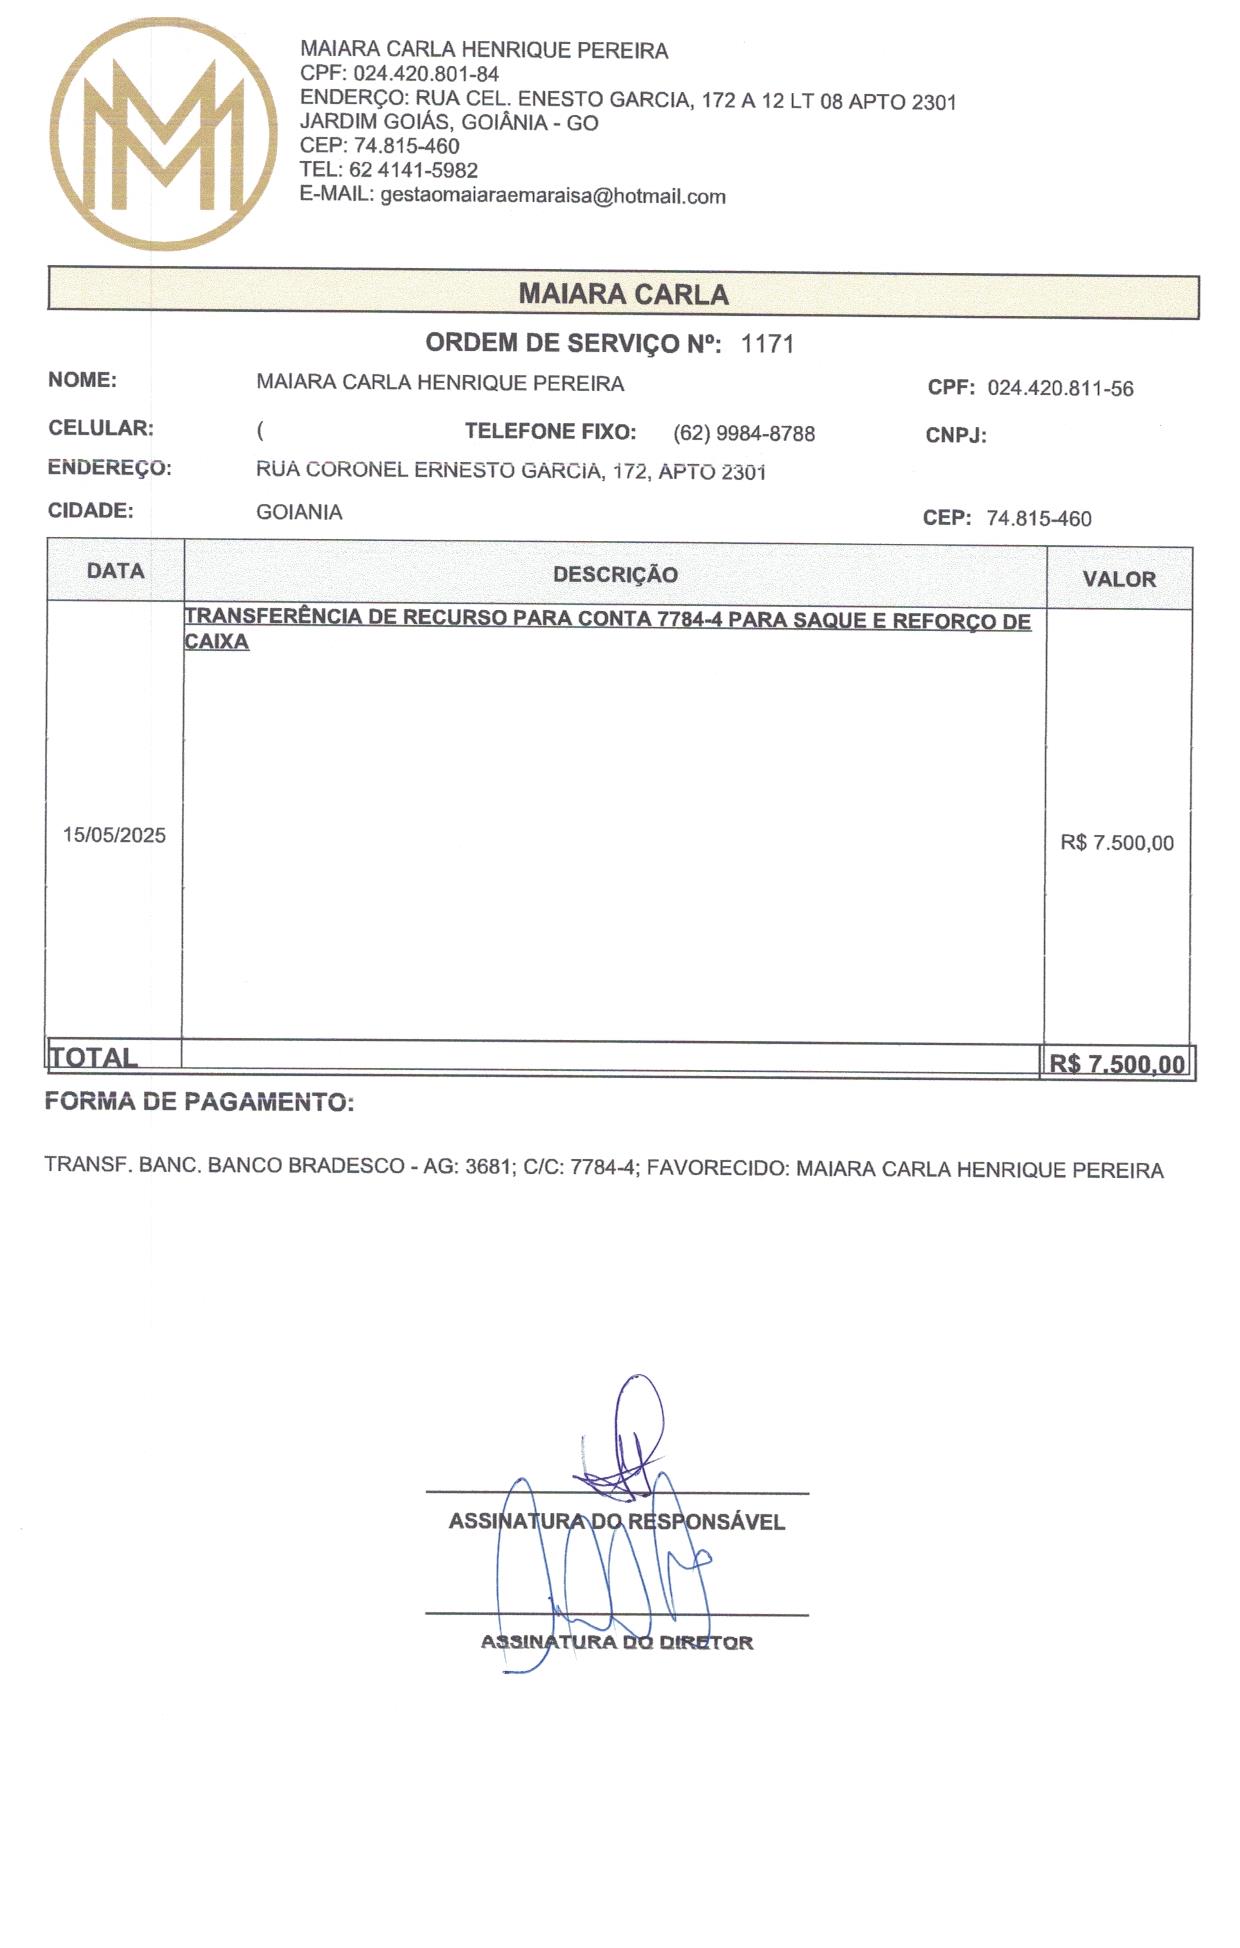 MAIARA CARLA HENRIQUE PEREIRA
CPF: 024.420.801-84
ENDERÇO: RUA CEL. ENESTO GARCIA, 172 A 12 LT 08 APTO 2301
JARDIM GOIÁS, GOIÂNIA - GO
CEP: 74.815-460
TEL: 62 4141-5982
E-MAIL: gestaomaiaraemaraisa@hotmail.com
MAIARA CARLA
ORDEM DE SERVIÇO Nº: 1171
NOME: MAIARA CARLA HENRIQUE PEREIRA CPF: 024.420.811-56
CELULAR: ( TELEFONE FIXO: (62) 9984-8788 CNPJ:
ENDEREÇO: RUA CORONEL ERNESTO GARCIA, 172, APTO 2301
CIDADE: GOIANIA CEP: 74.815-460
DATA DESCRIÇÃO VALOR
TRANSFERÊNCIA DE RECURSO PARA CONTA 7784-4 PARA SAQUE E REFORÇO DE
CAIXA
15/05/2025 R$ 7.500,00
TOTAL R$ 7.500,00
FORMA DE PAGAMENTO:
TRANSF. BANC. BANCO BRADESCO - AG: 3681; C/C: 7784-4; FAVORECIDO: MAIARA CARLA HENRIQUE PEREIRA
ASSINATURA DO RESPONSÁVEL
ASSINATURA DO DIRETOR